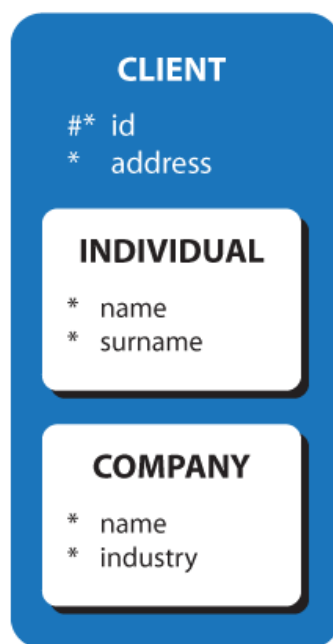 CLIENT
#* id
* address
INDIVIDUAL
* name
* surname
COMPANY
* name
* industry